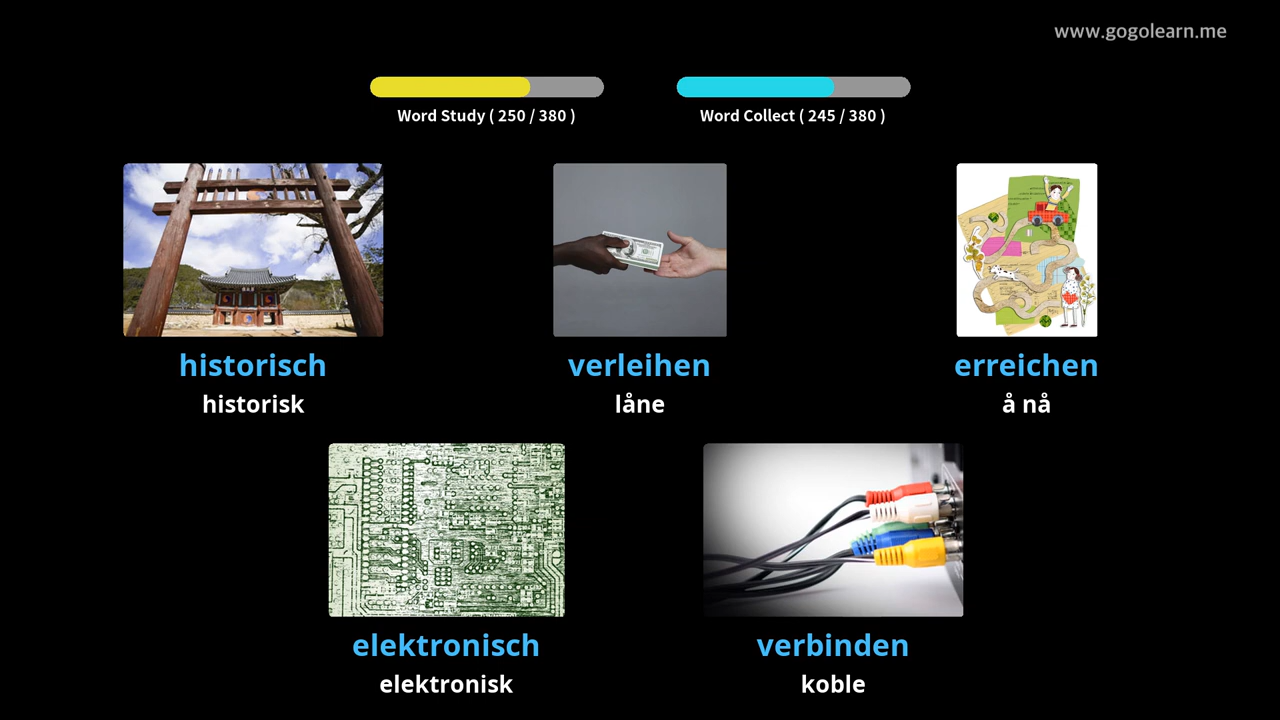 www.gogolearn.me
Word Study ( 250 / 380 )
Word Collect ( 245 / 380 )
historisch
historisk
verleihen
låne
erreichen
å nå
elektronisch
elektronisk
verbinden
koble